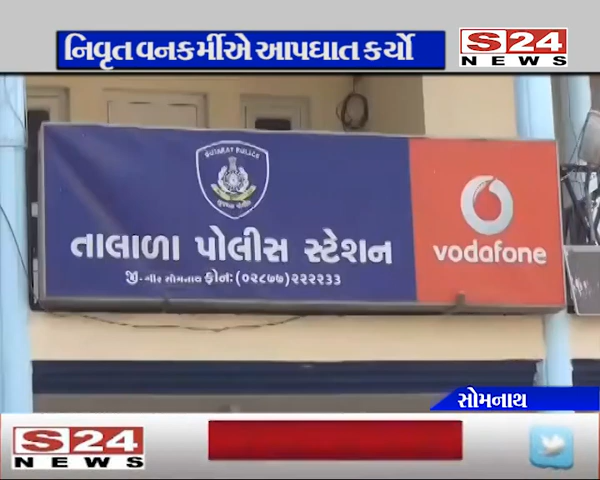 નિવૃત વનકર્મીએ આપઘાત કર્યો
S24
NEWS
GUJARAT POLICE
ગુજરાત પોલીસ
તાલાળા પોલીસ સ્ટેશન
જી-ગીર સોમનાથ ફોન:(૦૨૮૭૭)૨૨૨૨૩૩
vodafone
સોમનાથ
S24
NEWS